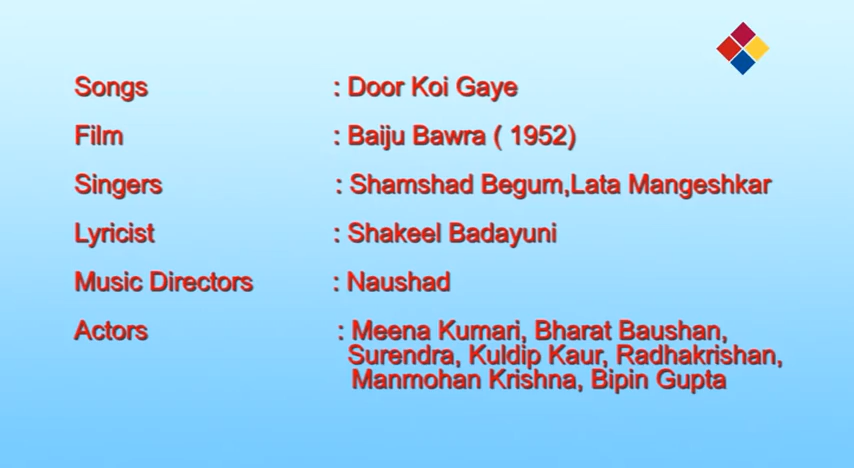 Songs : Door Koi Gaye
Film : Baiju Bawra ( 1952)
Singers : Shamshad Begum,Lata Mangeshkar
Lyricist : Shakeel Badayuni
Music Directors : Naushad
Actors : Meena Kumari, Bharat Baushan,
Surendra, Kuldip Kaur, Radhakrishan,
Manmohan Krishna, Bipin Gupta